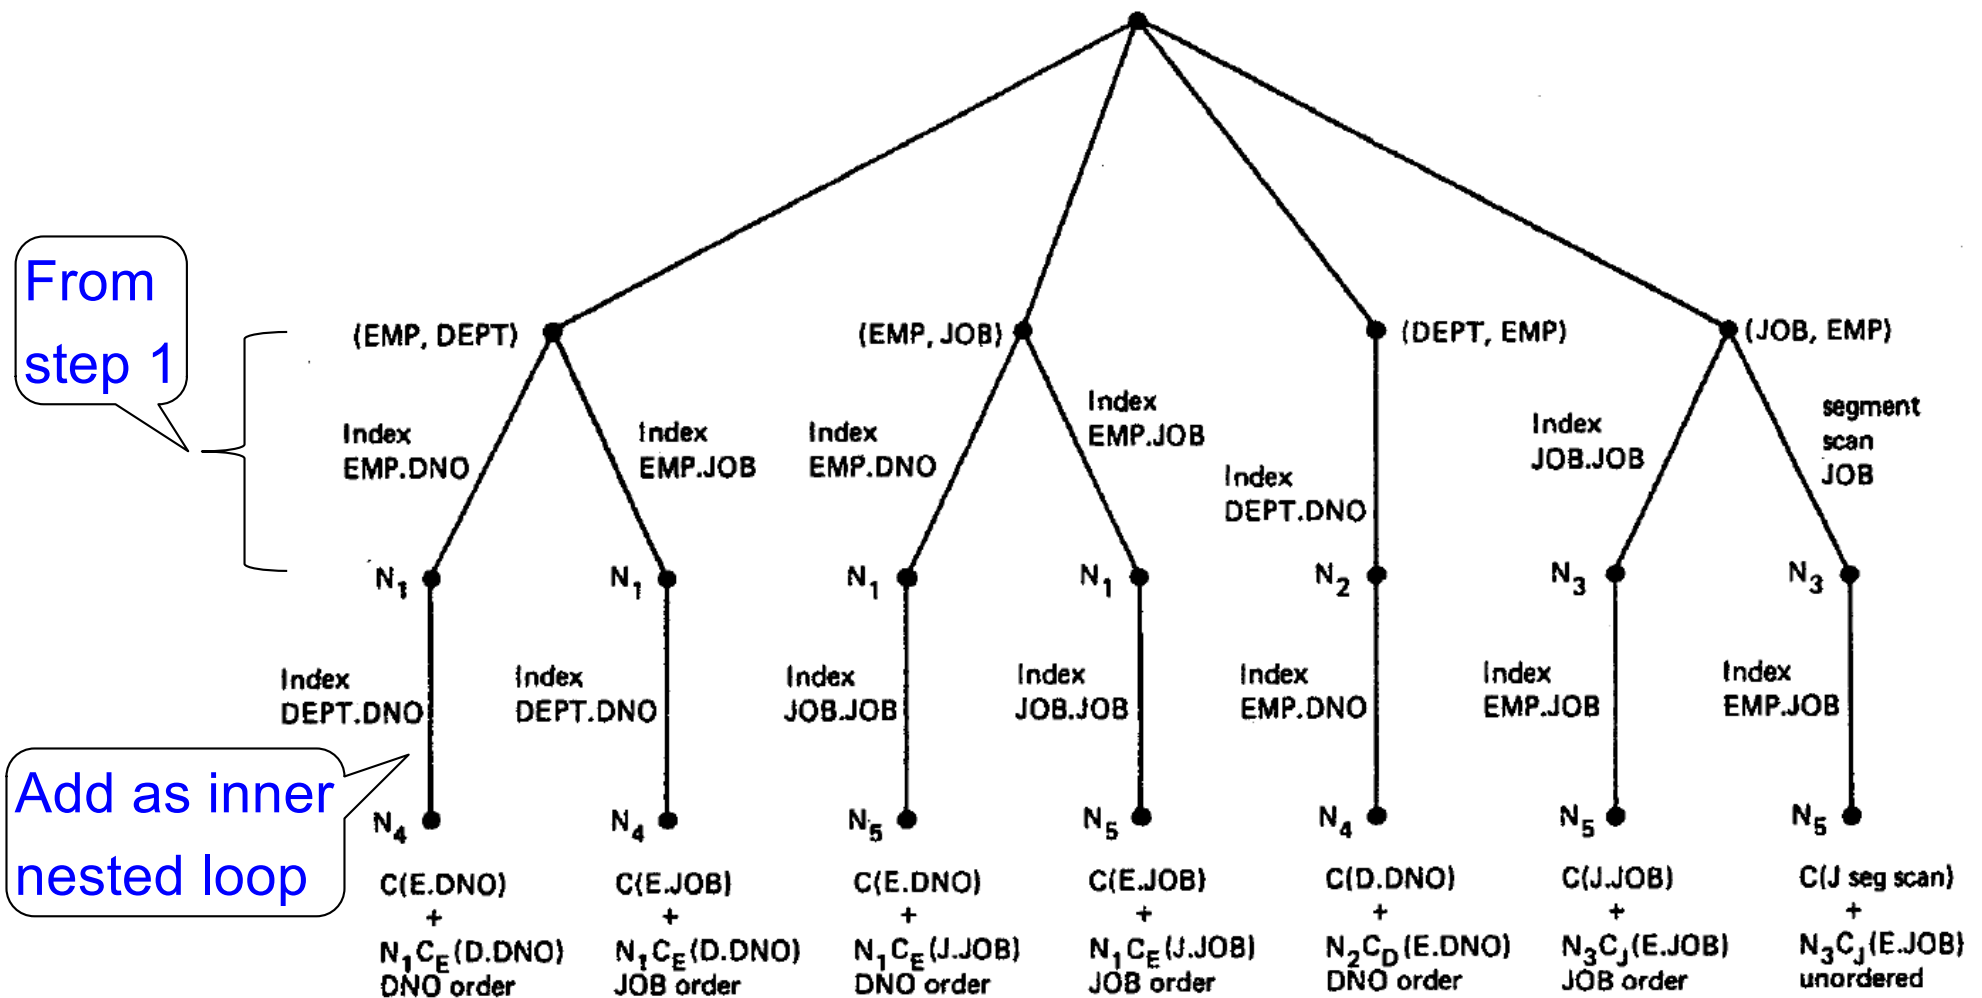 From
step 1
(EMP, DEPT)
(EMP, JOB)
(DEPT, EMP)
(JOB, EMP)
Index
EMP.DNO
Index
EMP.JOB
Index
EMP.DNO
Index
EMP.JOB
Index
DEPT.DNO
Index
JOB.JOB
segment
scan
JOB
N1
N1
N1
N1
N2
N3
N3
Index
DEPT.DNO
Index
DEPT.DNO
Index
JOB.JOB
Index
JOB.JOB
Index
EMP.DNO
Index
EMP.JOB
Index
EMP.JOB
Add as inner
nested loop
N4
N4
N5
N5
N4
N5
N5
C(E.DNO)
+
N1CE(D.DNO)
DNO order
C(E.JOB)
+
N1CE(D.DNO)
JOB order
C(E.DNO)
+
N1CE(J.JOB)
DNO order
C(E.JOB)
+
N1CE(J.JOB)
JOB order
C(D.DNO)
+
N2CD(E.DNO)
DNO order
C(J.JOB)
+
N3CJ(E.JOB)
JOB order
C(J seg scan)
+
N3CJ(E.JOB)
unordered